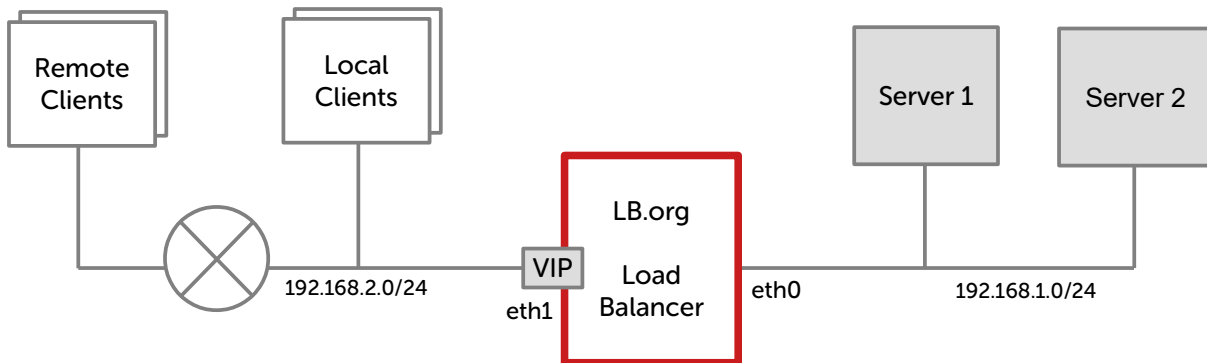 Remote
Clients
Local
Clients
Server 1
Server 2
LB.org
Load
Balancer
VIP
eth1
eth0
192.168.2.0/24
192.168.1.0/24